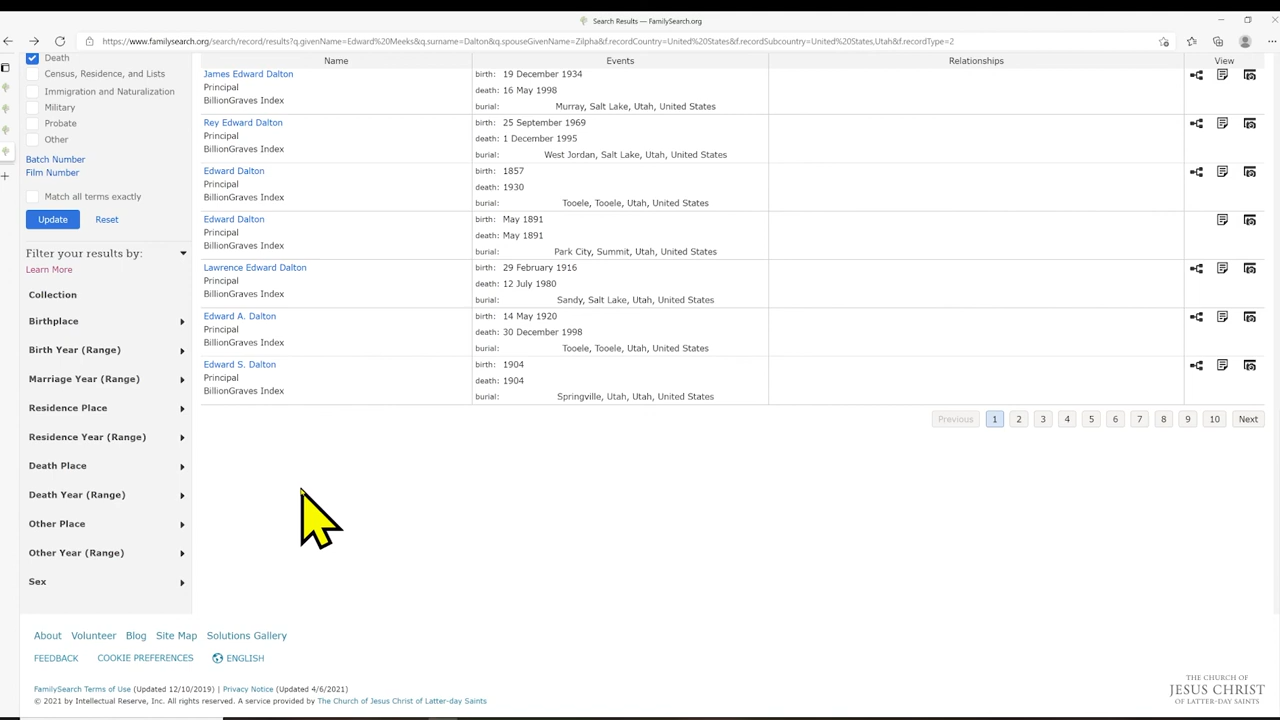 Search Results — FamilySearch.org
https://www.familysearch.org/search/record/results?q.givenName=Edward%20Meeks&q.surname=Dalton&q.spouseGivenName=Zilpha&f.recordCountry=United%20States&f.recordSubcountry=United%20States,Utah&f.recordType=2
Death
Census, Residence, and Lists
Immigration and Naturalization
Military
Probate
Other
Batch Number
Film Number
Match all terms exactly
Update Reset
Filter your results by:
Learn More
Collection
Birthplace
Birth Year (Range)
Marriage Year (Range)
Residence Place
Residence Year (Range)
Death Place
Death Year (Range)
Other Place
Other Year (Range)
Sex
Name Events Relationships View
James Edward Dalton birth: 19 December 1934
Principal death: 16 May 1998
BillionGraves Index burial: Murray, Salt Lake, Utah, United States
Rey Edward Dalton birth: 25 September 1969
Principal death: 1 December 1995
BillionGraves Index burial: West Jordan, Salt Lake, Utah, United States
Edward Dalton birth: 1857
Principal death: 1930
BillionGraves Index burial: Tooele, Tooele, Utah, United States
Edward Dalton birth: May 1891
Principal death: May 1891
BillionGraves Index burial: Park City, Summit, Utah, United States
Lawrence Edward Dalton birth: 29 February 1916
Principal death: 12 July 1980
BillionGraves Index burial: Sandy, Salt Lake, Utah, United States
Edward A. Dalton birth: 14 May 1920
Principal death: 30 December 1998
BillionGraves Index burial: Tooele, Tooele, Utah, United States
Edward S. Dalton birth: 1904
Principal death: 1904
BillionGraves Index burial: Springville, Utah, Utah, United States
Previous 1 2 3 4 5 6 7 8 9 10 Next
About Volunteer Blog Site Map Solutions Gallery
FEEDBACK COOKIE PREFERENCES ENGLISH
FamilySearch Terms of Use (Updated 12/10/2019) | Privacy Notice (Updated 4/6/2021)
© 2021 by Intellectual Reserve, Inc. All rights reserved. A service provided by The Church of Jesus Christ of Latter-day Saints
THE CHURCH OF
JESUS CHRIST
OF LATTER-DAY SAINTS